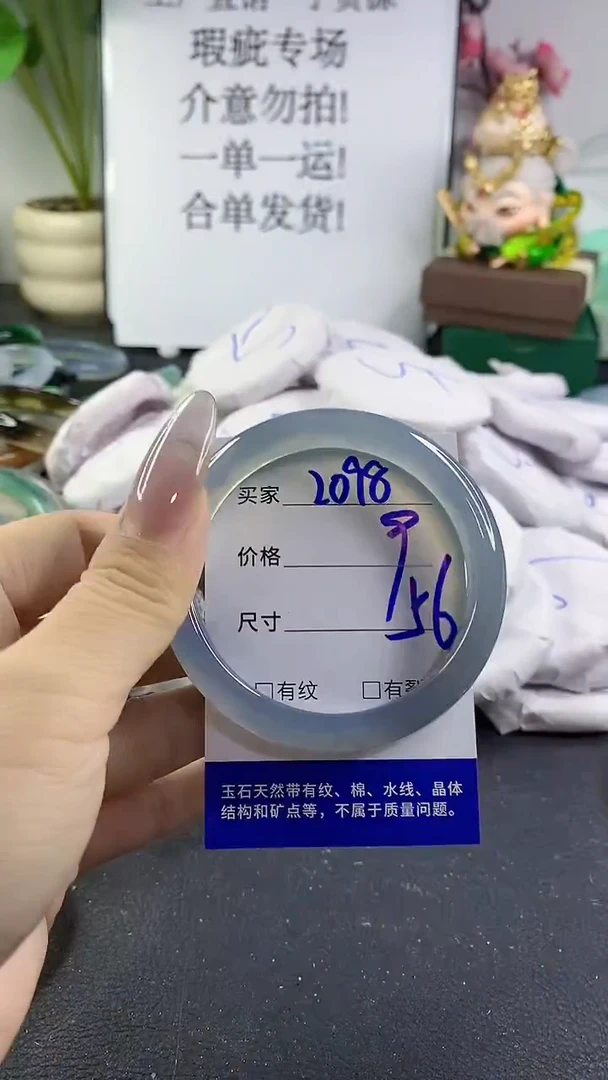 瑕疵专场
介意勿拍!
一单一运!
合单发货!
买家 2098
价格
尺寸 56
□有纹 □有裂
玉石天然带有纹、棉、水线、晶体
结构和矿点等，不属于质量问题。